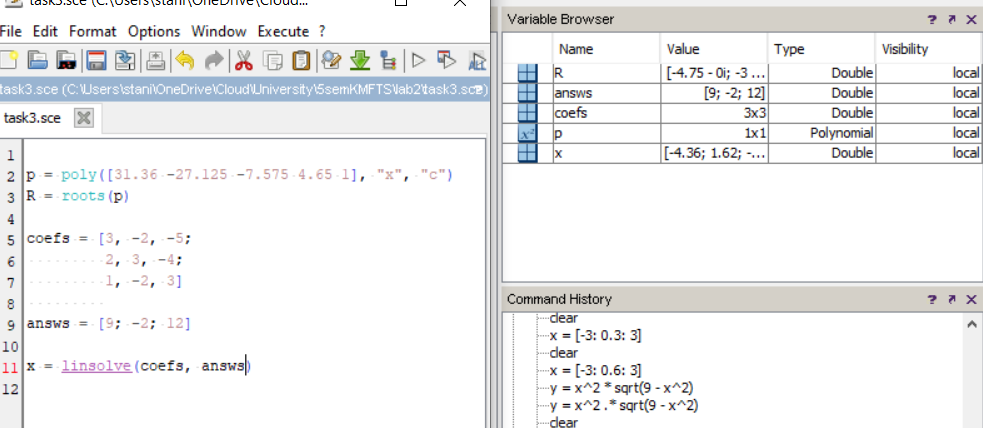 task3.sce (C:\Users\stani\OneDrive\Cloud...
File Edit Format Options Window Execute ?
task3.sce (C:\Users\stani\OneDrive\Cloud\University\5semKMFTS\lab2\task3.sce)
task3.sce
1
2 p = poly([31.36 -27.125 -7.575 4.65 1], "x", "c")
3 R = roots(p)
4
5 coefs = [3, -2, -5;
6 2, 3, -4;
7 1, -2, 3]
8
9 answs = [9; -2; 12]
10
11 x = linsolve(coefs, answs)
12
Variable Browser
Name Value Type Visibility
R [-4.75 - 0i; -3 ... Double local
answs [9; -2; 12] Double local
coefs 3x3 Double local
p 1x1 Polynomial local
x [-4.36; 1.62; -... Double local
Command History
clear
x = [-3: 0.3: 3]
clear
x = [-3: 0.6: 3]
y = x^2 * sqrt(9 - x^2)
y = x^2 .* sqrt(9 - x^2)
clear